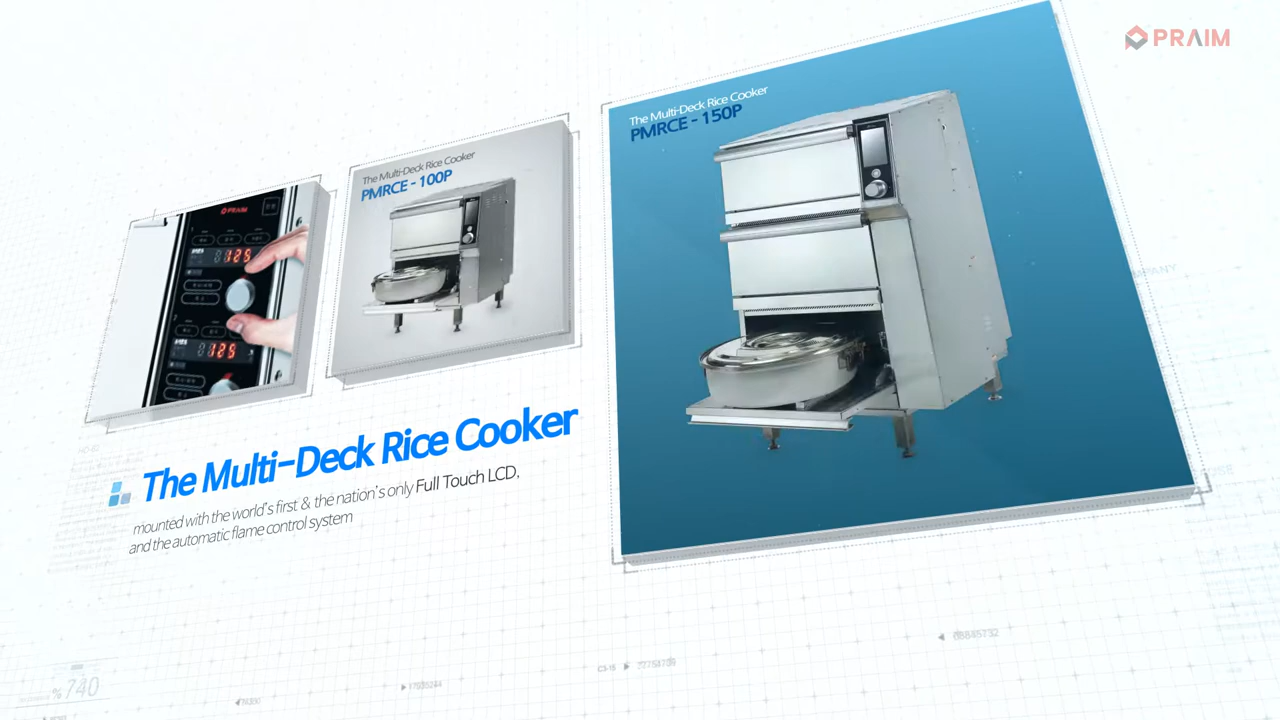 PRAIM
The Multi-Deck Rice Cooker
PMRCE - 150P
The Multi-Deck Rice Cooker
PMRCE - 100P
PRAIM
125
125
The Multi-Deck Rice Cooker
mounted with the world's first & the nation's only Full Touch LCD,
and the automatic flame control system
% 740